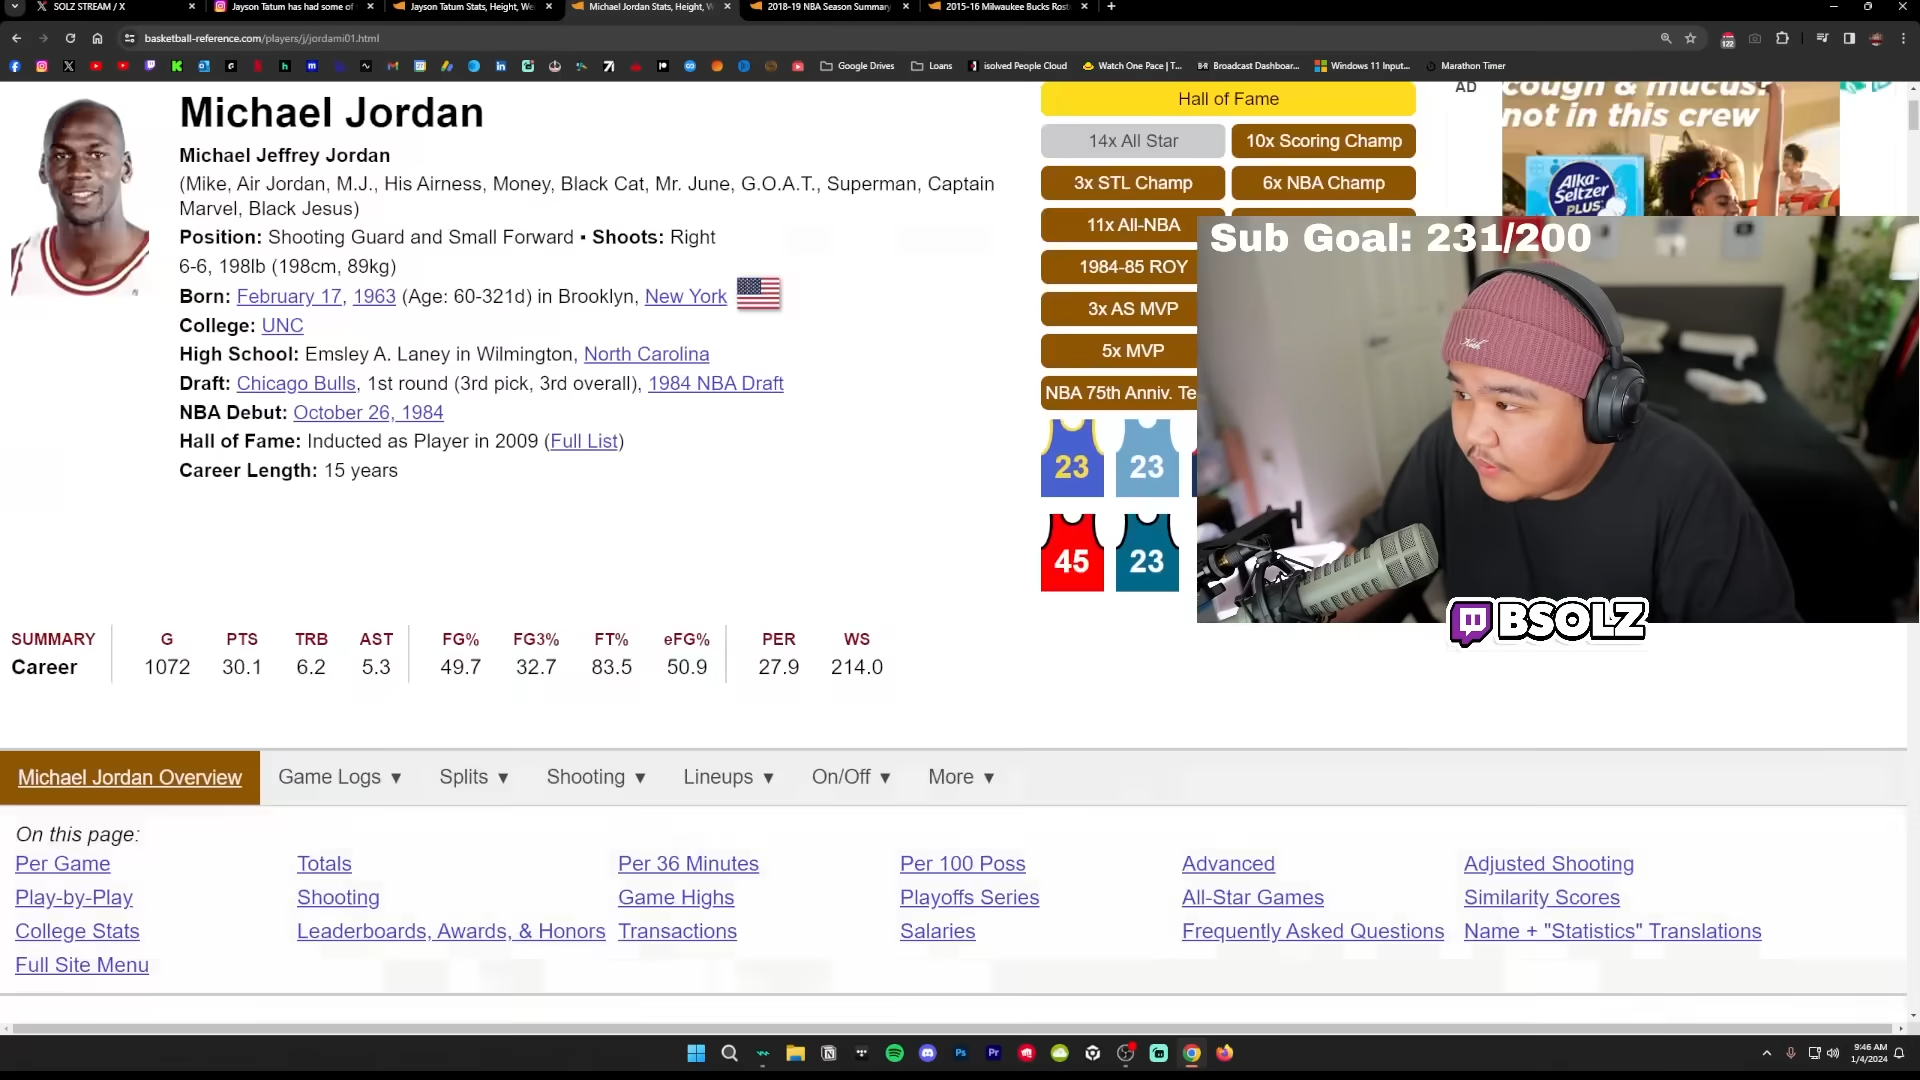 SOLZ STREAM / X
Jayson Tatum has had some of
Jayson Tatum Stats, Height, We
Michael Jordan Stats, Height, W
2018-19 NBA Season Summary
2015-16 Milwaukee Bucks Rost
basketball-reference.com/players/j/jordami01.html
122
Google Drives
Loans
isolved People Cloud
Watch One Pace | T...
Broadcast Dashboar...
Windows 11 Input...
Marathon Timer
Michael Jordan
Michael Jeffrey Jordan
(Mike, Air Jordan, M.J., His Airness, Money, Black Cat, Mr. June, G.O.A.T., Superman, Captain
Marvel, Black Jesus)
Position: Shooting Guard and Small Forward ▪ Shoots: Right
6-6, 198lb (198cm, 89kg)
Born: February 17, 1963 (Age: 60-321d) in Brooklyn, New York
College: UNC
High School: Emsley A. Laney in Wilmington, North Carolina
Draft: Chicago Bulls, 1st round (3rd pick, 3rd overall), 1984 NBA Draft
NBA Debut: October 26, 1984
Hall of Fame: Inducted as Player in 2009 (Full List)
Career Length: 15 years
Hall of Fame
14x All Star 10x Scoring Champ
3x STL Champ 6x NBA Champ
11x All-NBA
1984-85 ROY
3x AS MVP
5x MVP
NBA 75th Anniv. Te
23 23
45 23
AD
cough & mucus!
not in this crew
Alka-
Seltzer
PLUS
Sub Goal: 231/200
Kith
BSOLZ
SUMMARY G PTS TRB AST FG% FG3% FT% eFG% PER WS
Career 1072 30.1 6.2 5.3 49.7 32.7 83.5 50.9 27.9 214.0
Michael Jordan Overview Game Logs ▼ Splits ▼ Shooting ▼ Lineups ▼ On/Off ▼ More ▼
On this page:
Per Game Totals Per 36 Minutes Per 100 Poss Advanced Adjusted Shooting
Play-by-Play Shooting Game Highs Playoffs Series All-Star Games Similarity Scores
College Stats Leaderboards, Awards, & Honors Transactions Salaries Frequently Asked Questions Name + "Statistics" Translations
Full Site Menu
9:46 AM
1/4/2024